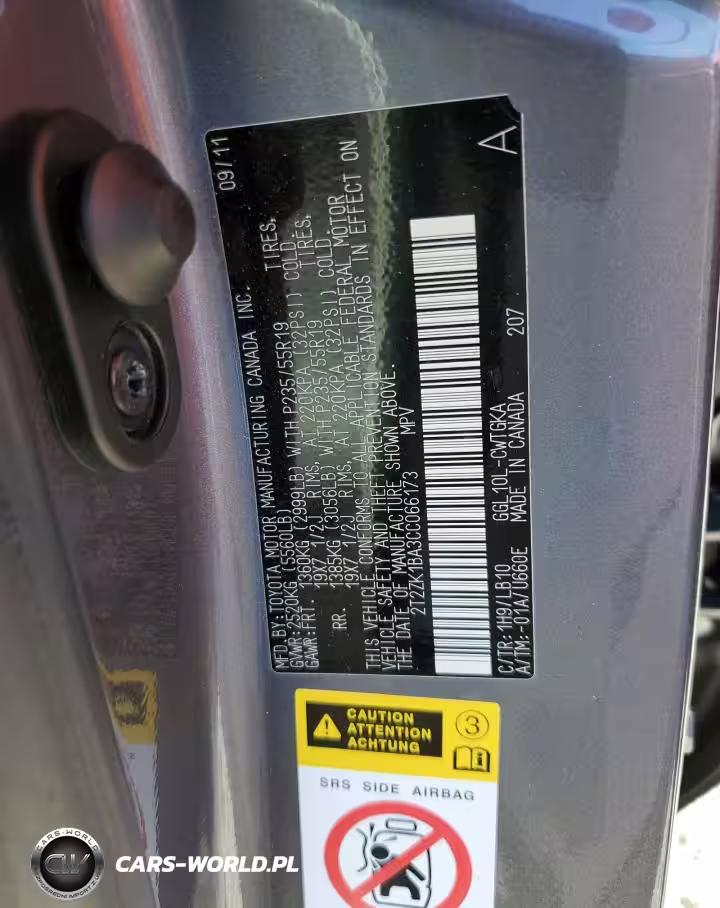 MFD.BY:TOYOTA MOTOR MANUFACTURING CANADA INC. 09/11
GVWR:2520KG (5560LB)
GAWR:FRT. 1360KG (2999LB) WITH P235/55R19 TIRES,
19X7 1/2J RIMS, AT 220KPA (32PSI) COLD.
RR. 1385KG (3056LB) WITH P235/55R19 TIRES,
19X7 1/2J RIMS, AT 220KPA (32PSI) COLD.
THIS VEHICLE CONFORMS TO ALL APPLICABLE FEDERAL MOTOR
VEHICLE SAFETY AND THEFT PREVENTION STANDARDS IN EFFECT ON
THE DATE OF MANUFACTURE SHOWN ABOVE.
2T2ZK1BA3CC066173 MPV
A
C/TR:1H9/LB10 GGL10L-CWTGKA
A/TM:-01A/U660E MADE IN CANADA 207
CAUTION
ATTENTION
ACHTUNG
3
SRS SIDE AIRBAG
CARS-WORLD
CW
CARS-WORLD.PL